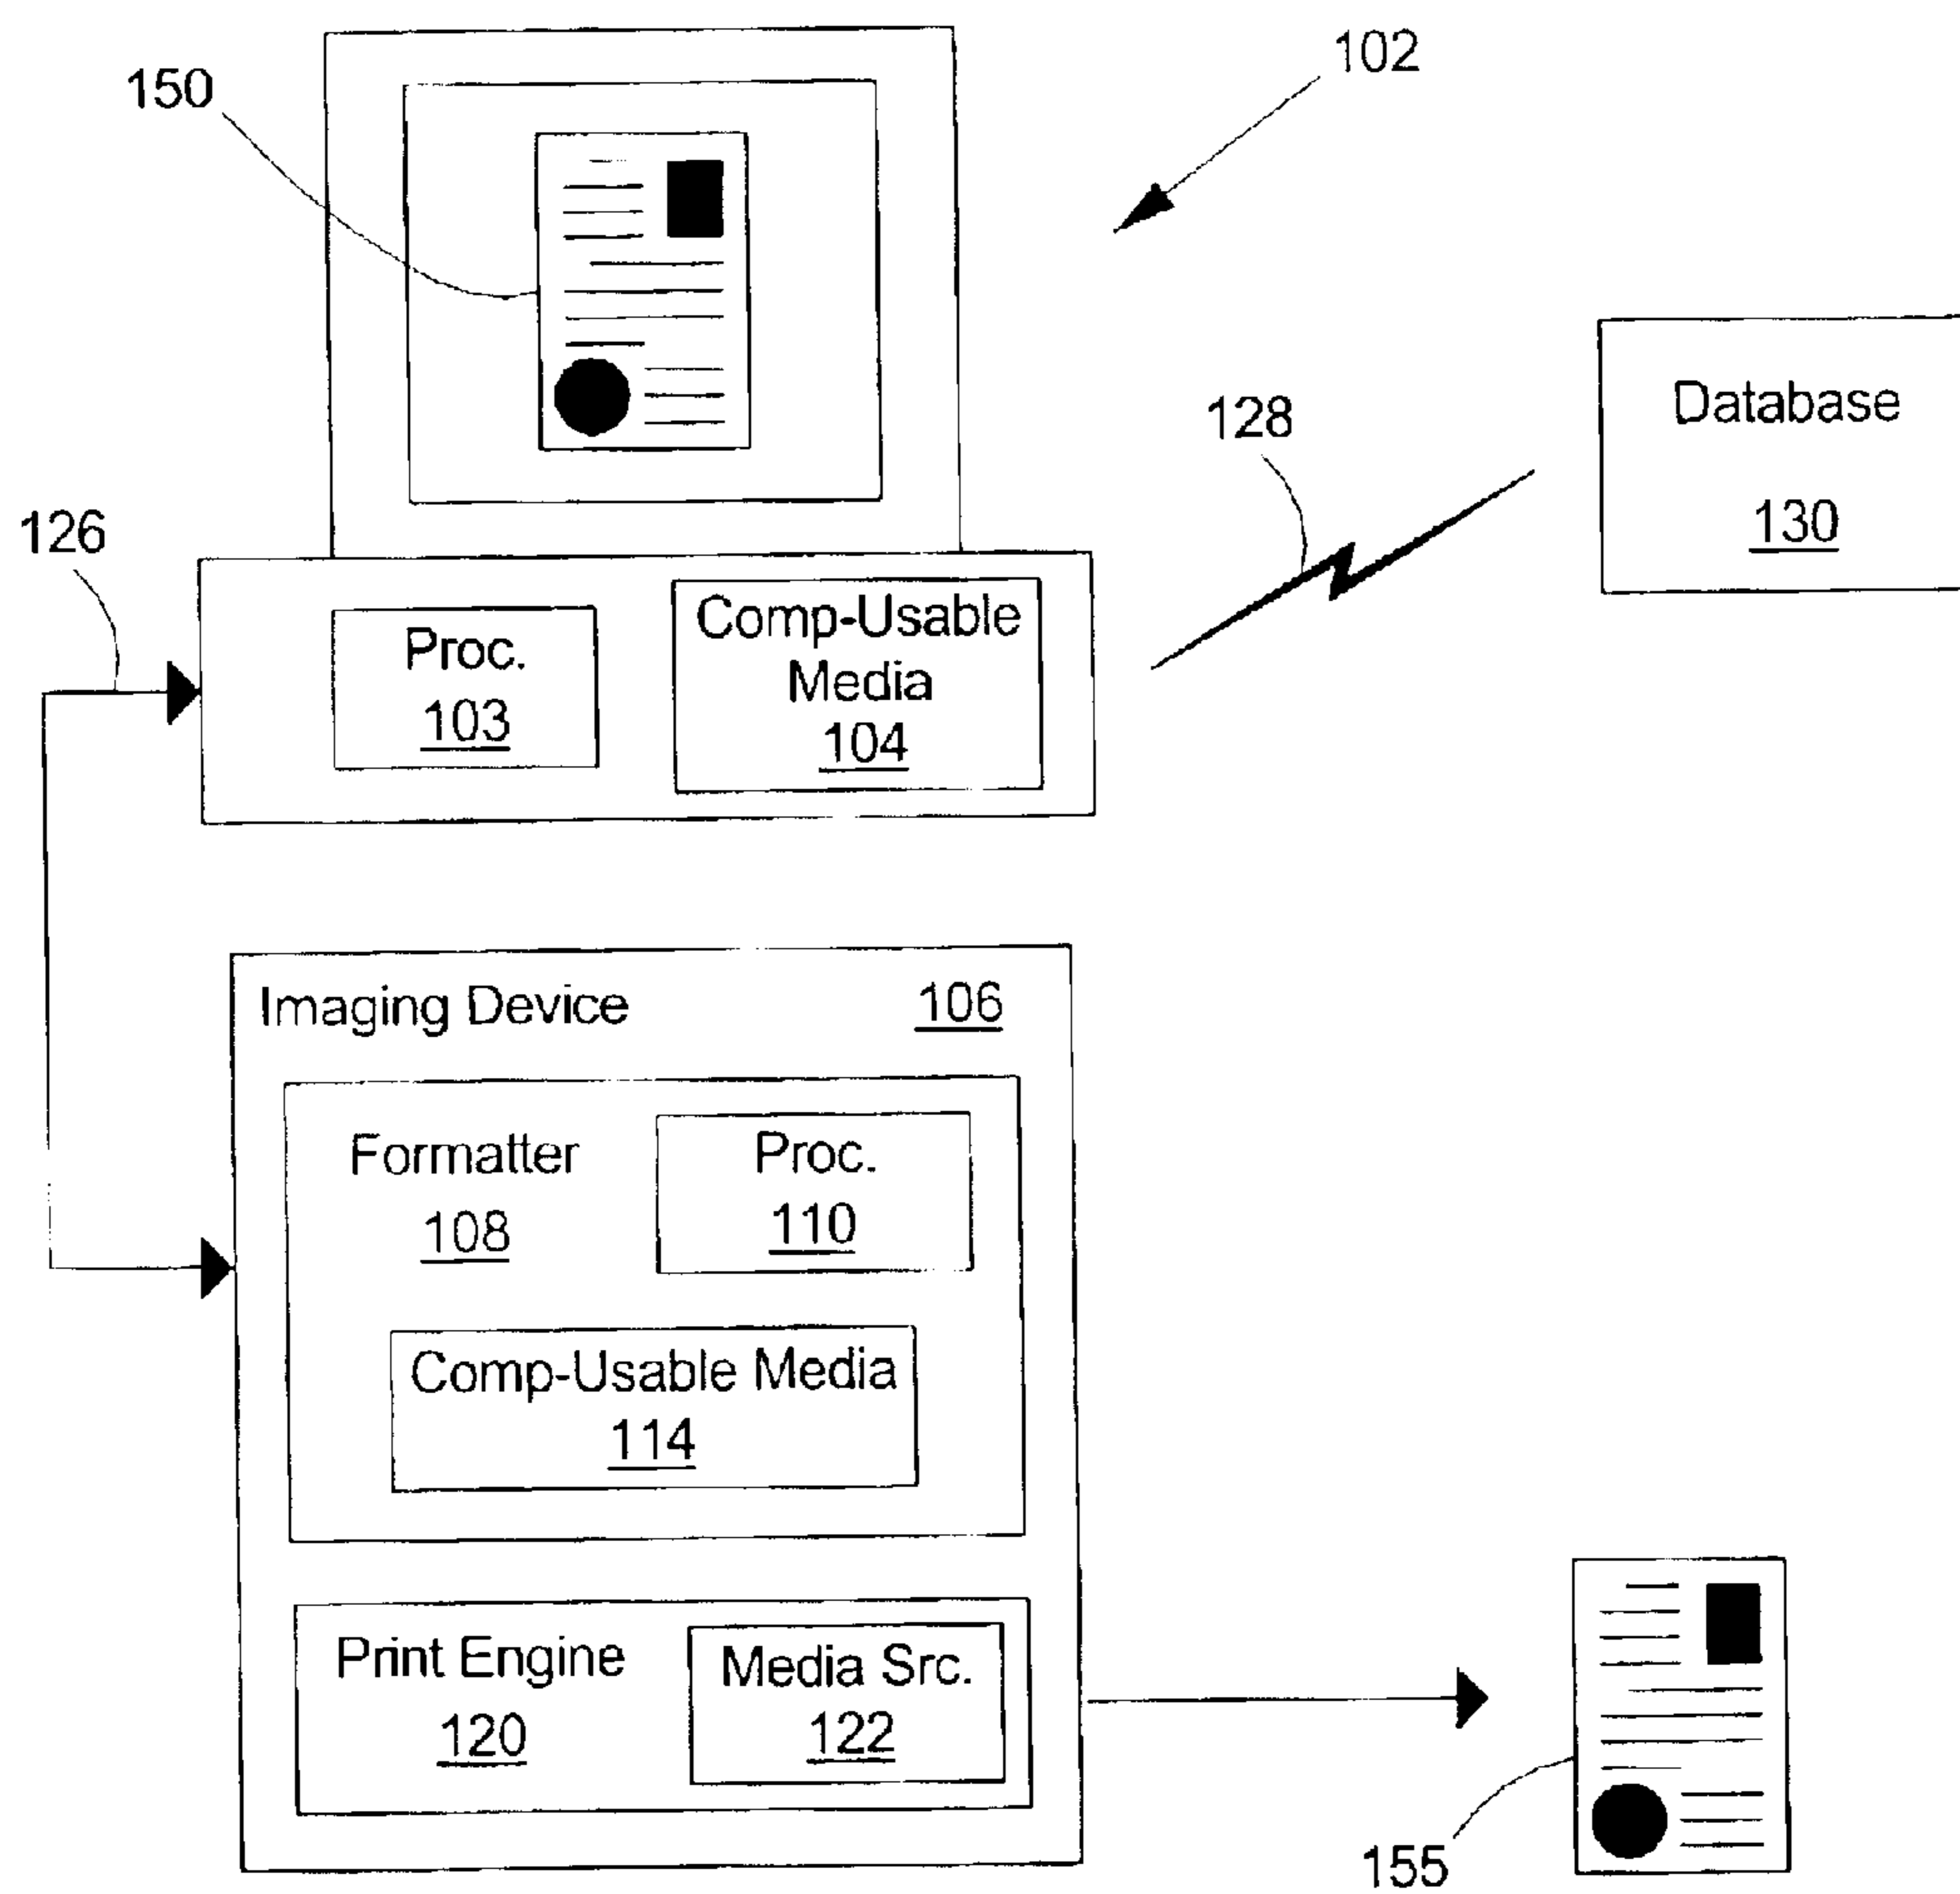 102
150
128
Database
130
126
Proc.
103
Comp-Usable
Media
104
Imaging Device
106
Formatter
108
Proc.
110
Comp-Usable Media
114
Print Engine
120
Media Src.
122
155